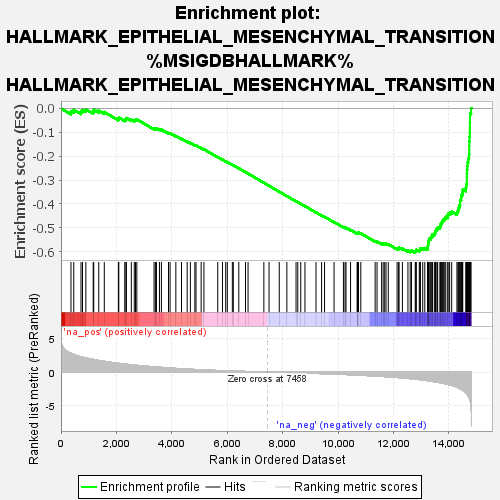 Enrichment plot:
HALLMARK_EPITHELIAL_MESENCHYMAL_TRANSITION
%MSIGDBHALLMARK%
HALLMARK_EPITHELIAL_MESENCHYMAL_TRANSITION
Enrichment score (ES)
0.0
-0.1
-0.2
-0.3
-0.4
-0.5
-0.6
'na_pos' (positively correlated)
Ranked list metric (PreRanked)
5
0
-5
Zero cross at 7458
'na_neg' (negatively correlated)
0
2,000
4,000
6,000
8,000
10,000
12,000
14,000
Rank in Ordered Dataset
Enrichment profile
Hits
Ranking metric scores